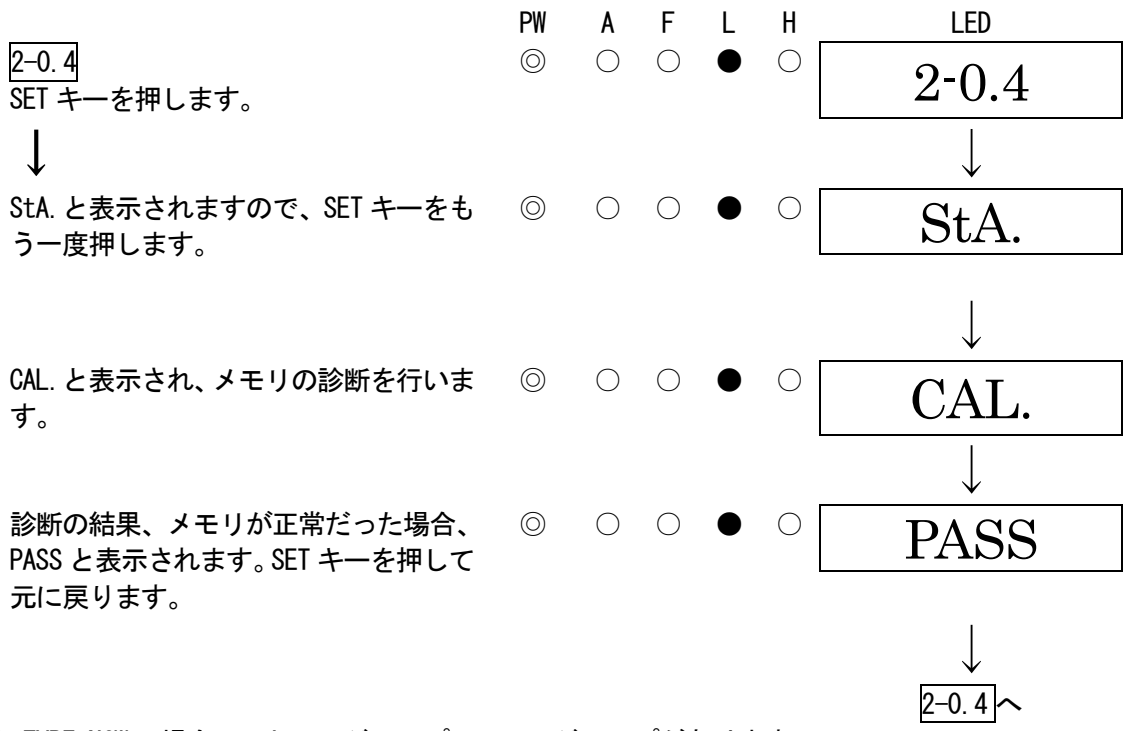 PW A F L H LED
2-0.4 ◎ ○ ○ ● ○ 2-0.4
SET キーを押します。
↓ ↓
StA. と表示されますので、SET キーをも ◎ ○ ○ ● ○ StA.
う一度押します。
↓
CAL. と表示され、メモリの診断を行いま ◎ ○ ○ ● ○ CAL.
す。
↓
診断の結果、メモリが正常だった場合、 ◎ ○ ○ ● ○ PASS
PASS と表示されます。SET キーを押して
元に戻ります。
↓
2-0.4 へ